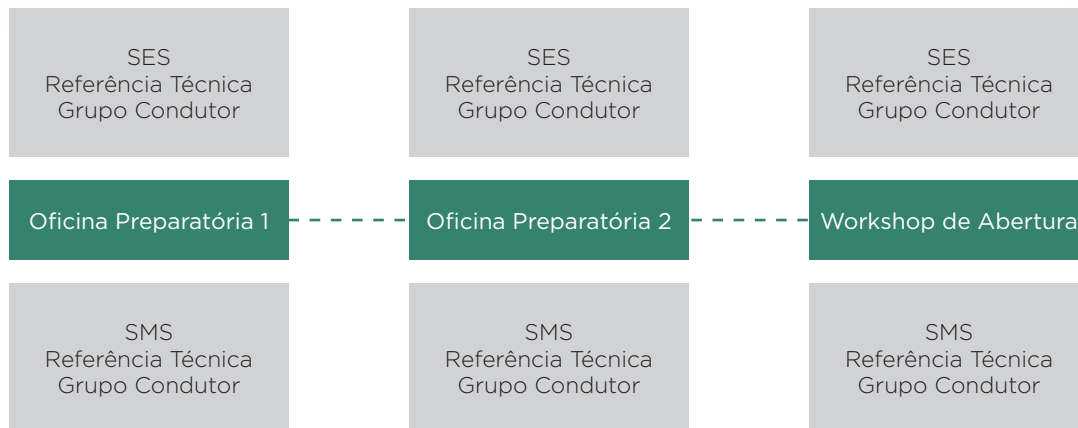 SES
Referência Técnica
Grupo Condutor
SES
Referência Técnica
Grupo Condutor
SES
Referência Técnica
Grupo Condutor
Oficina Preparatória 1
Oficina Preparatória 2
Workshop de Abertura
SMS
Referência Técnica
Grupo Condutor
SMS
Referência Técnica
Grupo Condutor
SMS
Referência Técnica
Grupo Condutor